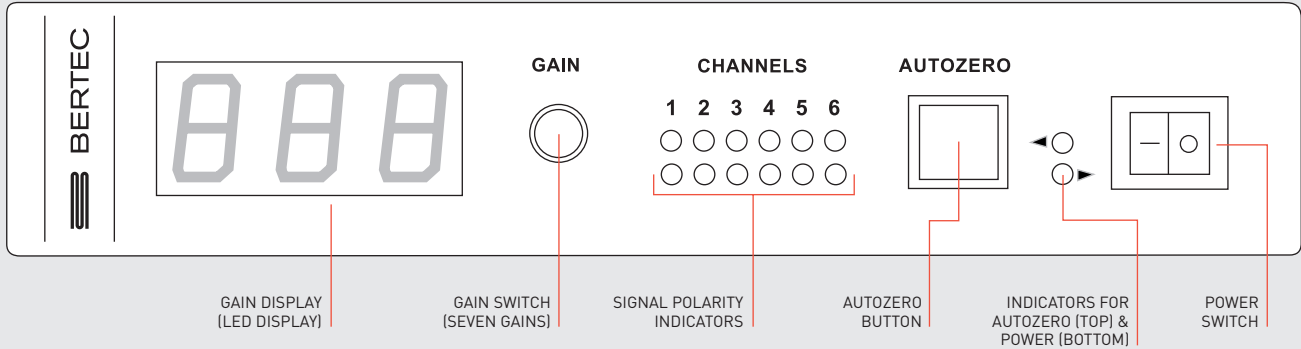 BERTEC
GAIN
CHANNELS
AUTOZERO
1 2 3 4 5 6
GAIN DISPLAY
(LED DISPLAY)
GAIN SWITCH
(SEVEN GAINS)
SIGNAL POLARITY
INDICATORS
AUTOZERO
BUTTON
INDICATORS FOR
AUTOZERO (TOP) &
POWER (BOTTOM)
POWER
SWITCH